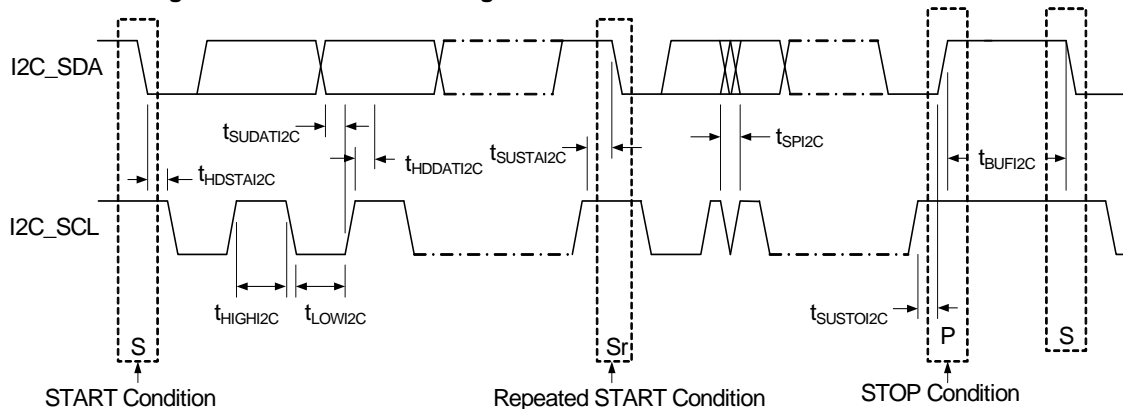 I2C_SDA
tSUDATI2C
tHDSTAI2C
tHDDATI2C
tSUSTAI2C
tSPI2C
tBUFI2C
I2C_SCL
tHIGHI2C
tLOWI2C
tSUSTOI2C
S
Sr
P
S
START Condition
Repeated START Condition
STOP Condition